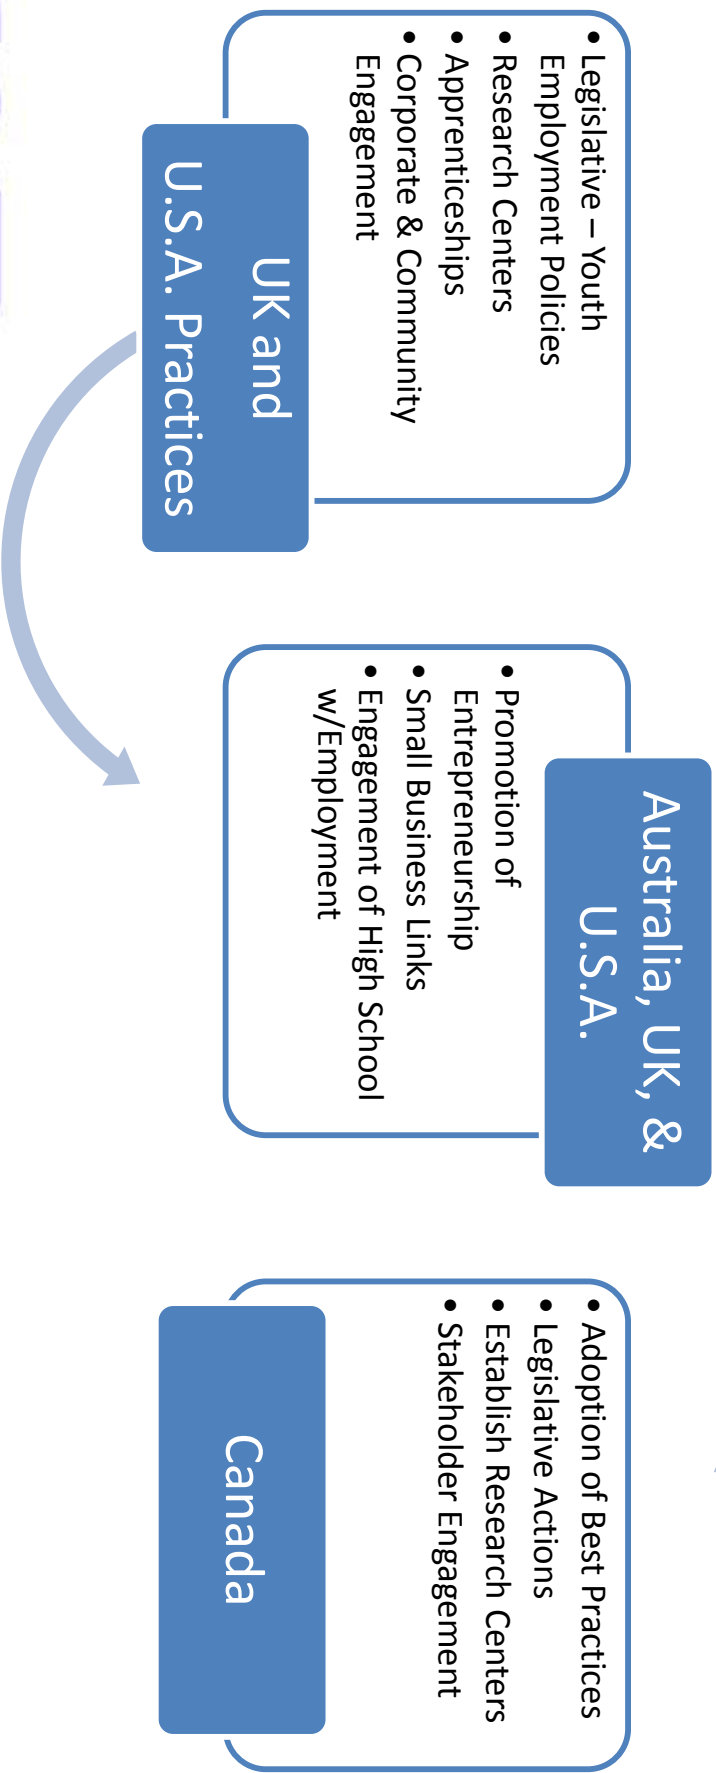 • Legislative – Youth
Employment Policies
• Research Centers
• Apprenticeships
• Corporate & Community
Engagement
UK and
U.S.A. Practices
Australia, UK, &
U.S.A.
• Promotion of
Entrepreneurship
• Small Business Links
• Engagement of High School
w/Employment
• Adoption of Best Practices
• Legislative Actions
• Establish Research Centers
• Stakeholder Engagement
Canada